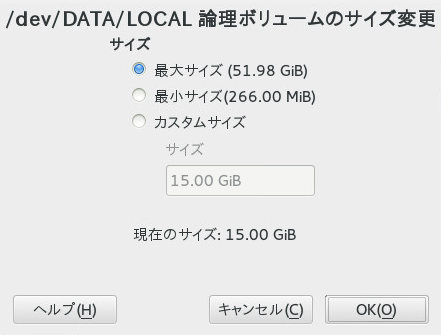 /dev/DATA/LOCAL 論理ボリュームのサイズ変更
サイズ
最大サイズ (51.98 GiB)
最小サイズ(266.00 MiB)
カスタムサイズ
サイズ
15.00 GiB
現在のサイズ: 15.00 GiB
ヘルプ(H) キャンセル(C) OK(O)